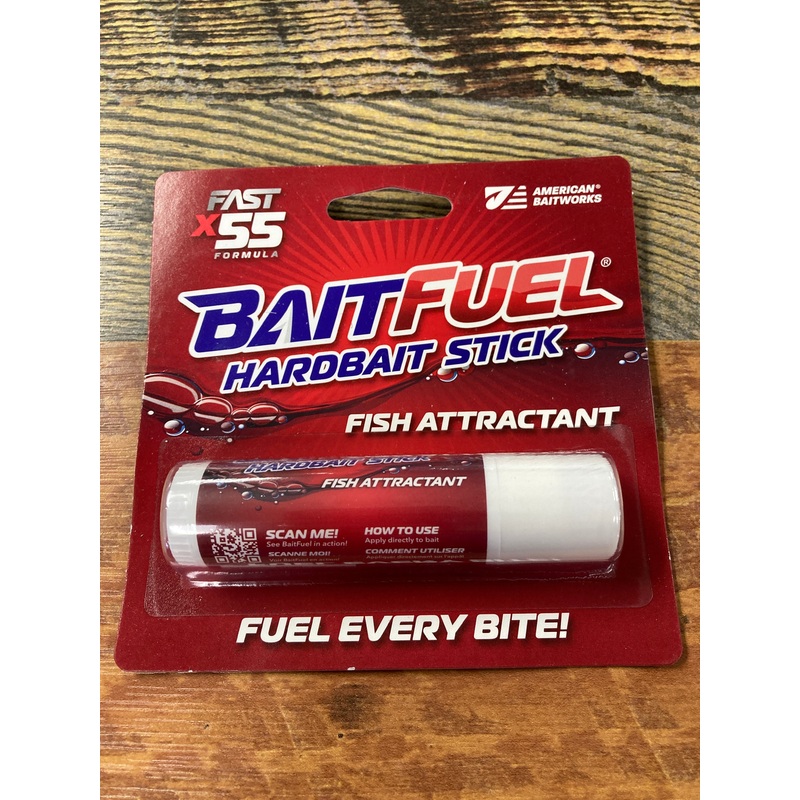 FAST
x55
FORMULA
AMERICAN®
BAITWORKS
BAITFUEL®
HARDBAIT STICK
FISH ATTRACTANT
HARDBAIT STICK
FISH ATTRACTANT
SCAN ME!
See BaitFuel in action!
SCANNE MOI!
HOW TO USE
Apply directly to bait
COMMENT UTILISER
FUEL EVERY BITE!